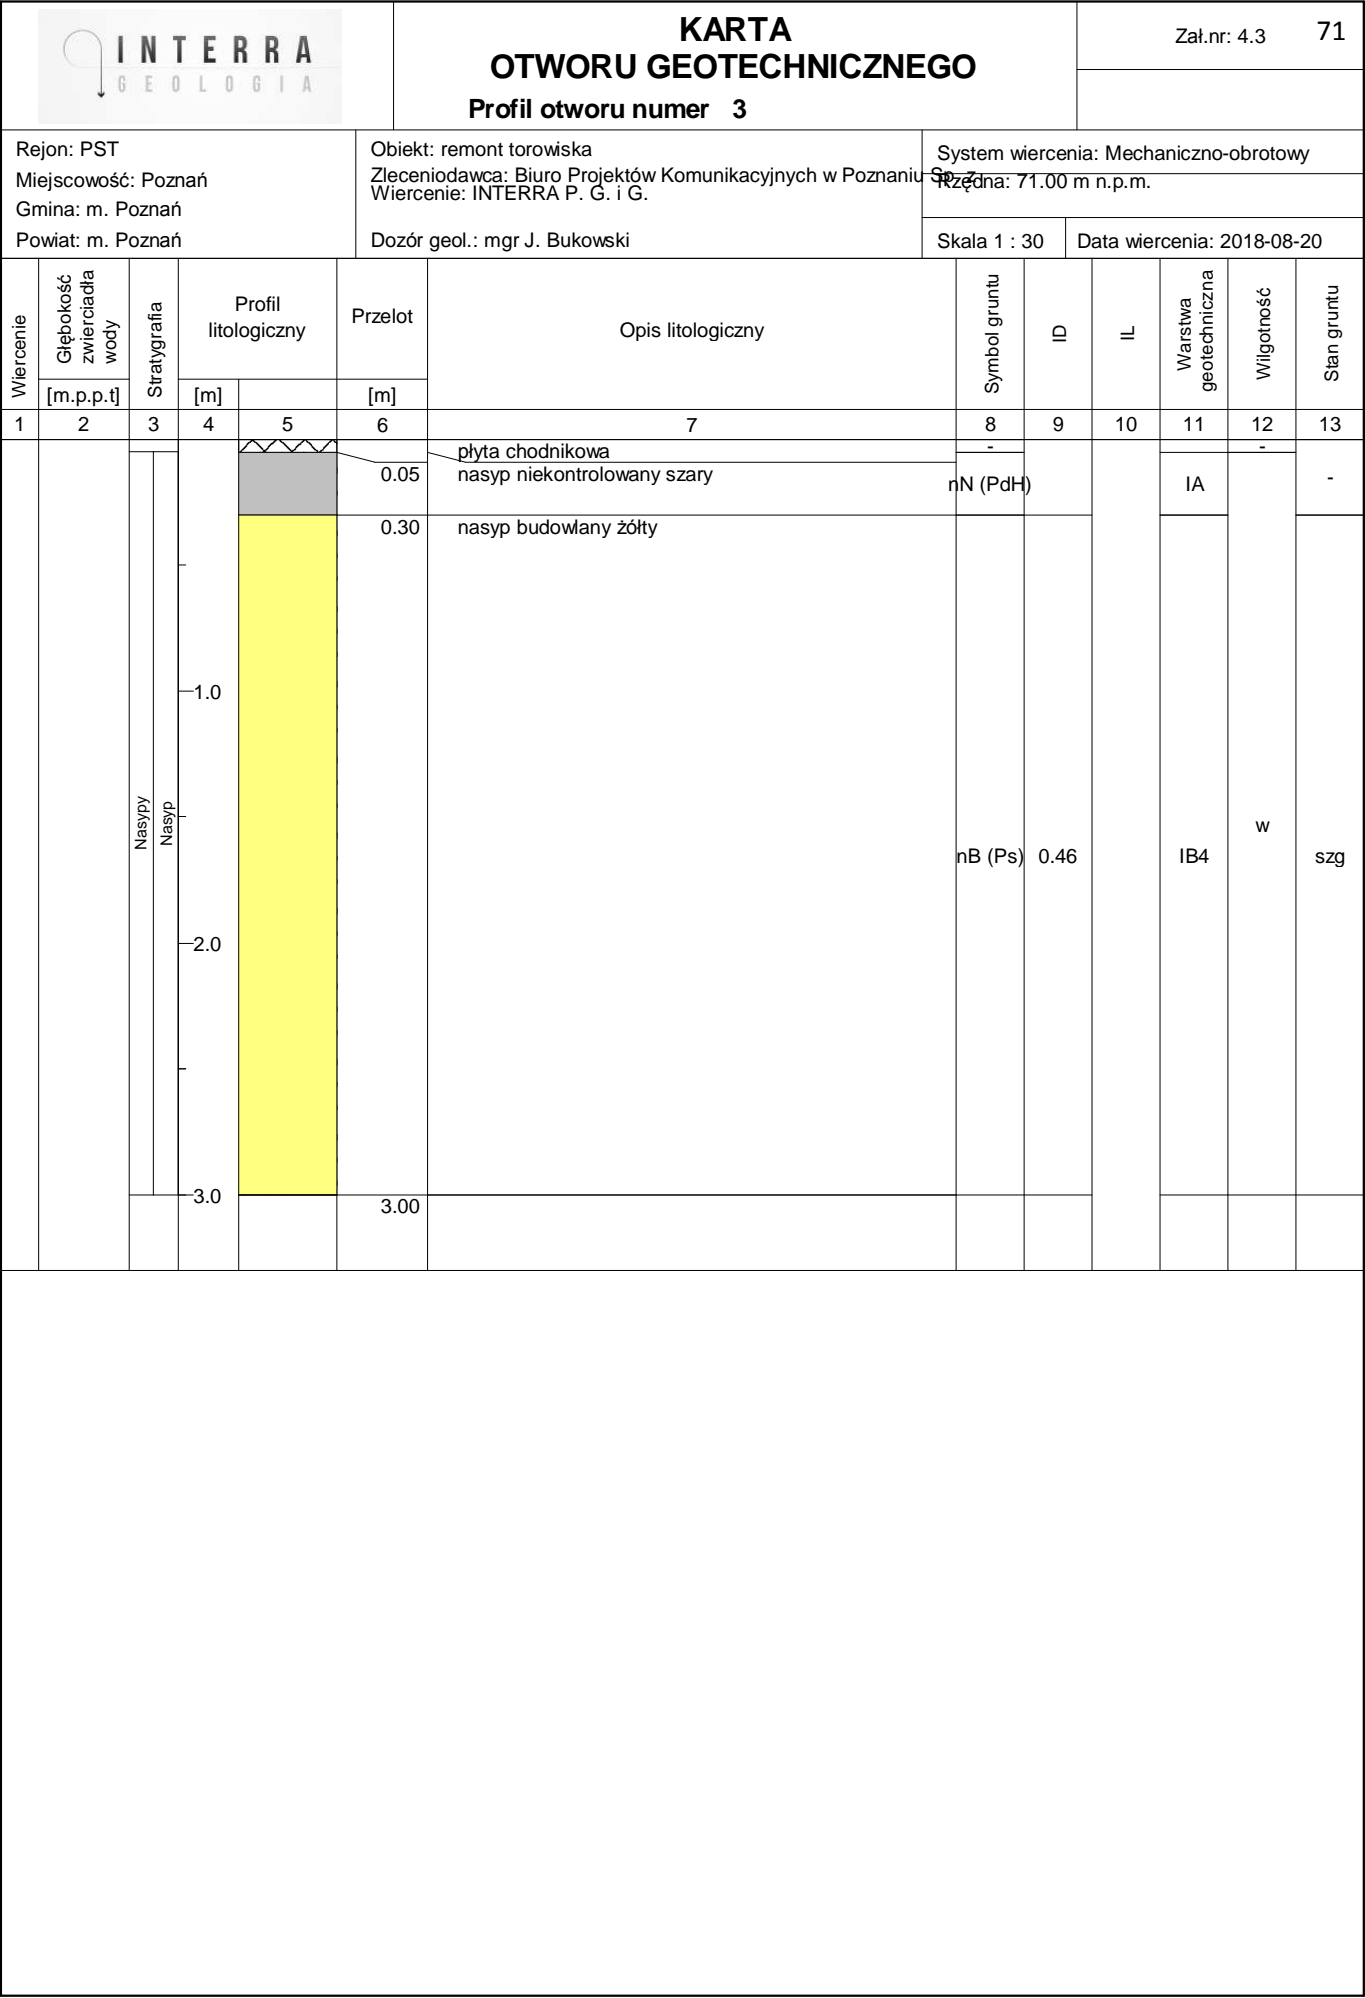 INTERRA
GEOLOGIA
KARTA
OTWORU GEOTECHNICZNEGO
Profil otworu numer 3
Zał.nr: 4.3
71
Rejon: PST
Miejscowość: Poznań
Gmina: m. Poznań
Powiat: m. Poznań
Obiekt: remont torowiska
Zleceniodawca: Biuro Projektów Komunikacyjnych w Poznaniu Sp. z
Wiercenie: INTERRA P. G. i G.
Dozór geol.: mgr J. Bukowski
System wiercenia: Mechaniczno-obrotowy
Rzędna: 71.00 m n.p.m.
Skala 1 : 30
Data wiercenia: 2018-08-20
Wiercenie
Głębokość
zwierciadła
wody
[m.p.p.t]
Stratygrafia
Profil
litologiczny
[m]
Przelot
[m]
Opis litologiczny
Symbol gruntu
ID
IL
Warstwa
geotechniczna
Wilgotność
Stan gruntu
1 2 3 4 5 6 7 8 9 10 11 12 13
płyta chodnikowa - -
0.05 nasyp niekontrolowany szary nN (PdH) IA -
0.30 nasyp budowlany żółty
1.0
Nasypy
Nasyp
w
nB (Ps) 0.46 IB4 szg
2.0
3.0
3.00